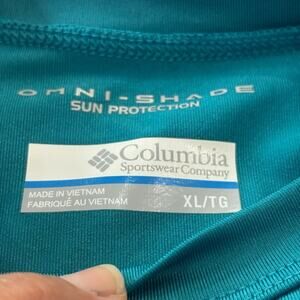 OMNI-SHADE
SUN PROTECTION
Columbia
Sportswear Company
MADE IN VIETNAM
FABRIQUÉ AU VIETNAM
XL/TG